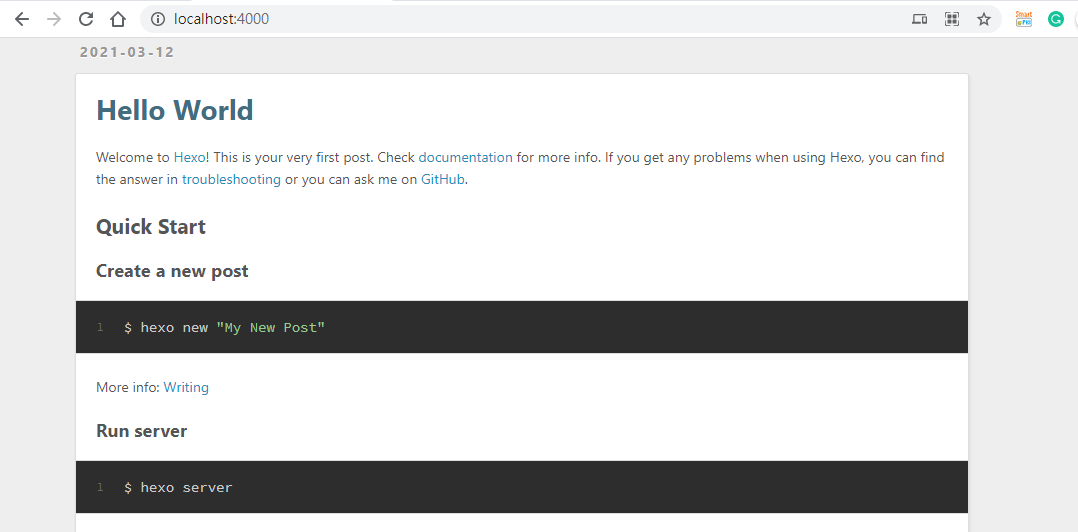 localhost:4000
Smart
2021-03-12
Hello World
Welcome to Hexo! This is your very first post. Check documentation for more info. If you get any problems when using Hexo, you can find
the answer in troubleshooting or you can ask me on GitHub.
Quick Start
Create a new post
1 $ hexo new "My New Post"
More info: Writing
Run server
1 $ hexo server